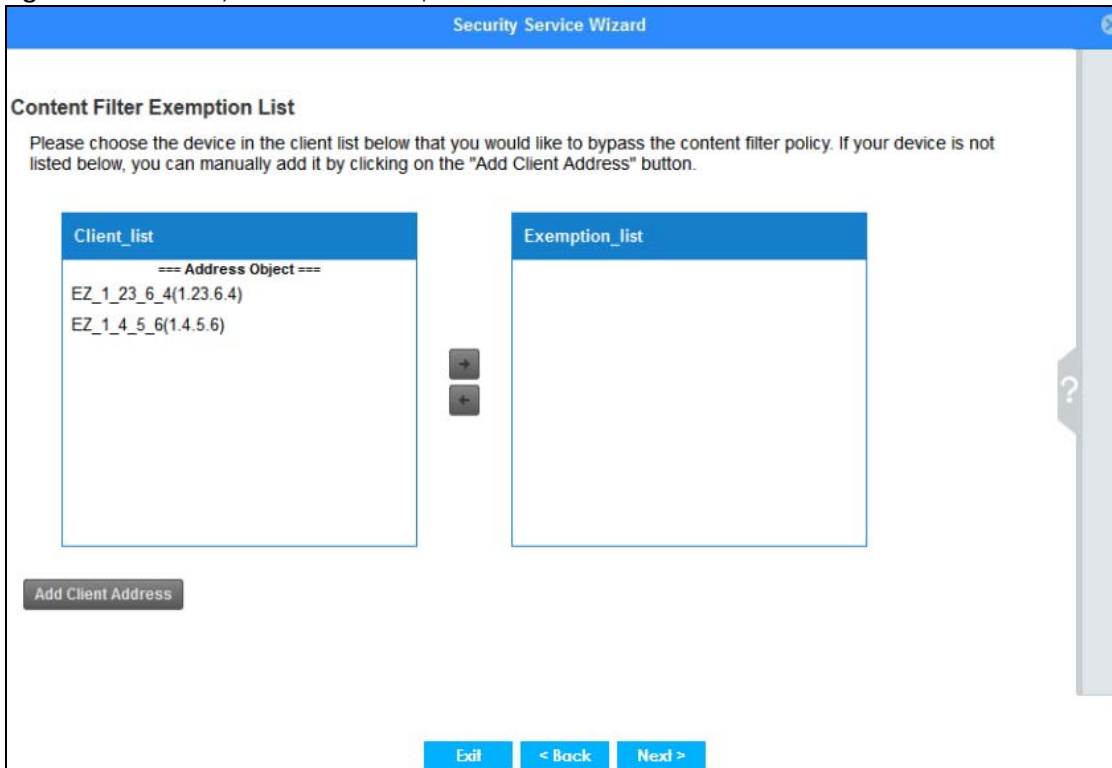 Security Service Wizard
Content Filter Exemption List
Please choose the device in the client list below that you would like to bypass the content filter policy. If your device is not
listed below, you can manually add it by clicking on the "Add Client Address" button.
Client_list
Exemption_list
=== Address Object ===
EZ_1_23_6_4(1.23.6.4)
EZ_1_4_5_6(1.4.5.6)
?
Add Client Address
Exit
< Back
Next >